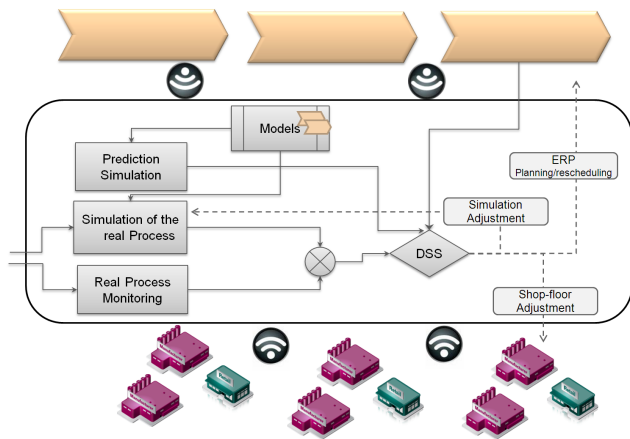 Models
Prediction
Simulation
ERP
Planning/rescheduling
Simulation of the
real Process
Simulation
Adjustment
DSS
Real Process
Monitoring
Shop-floor
Adjustment